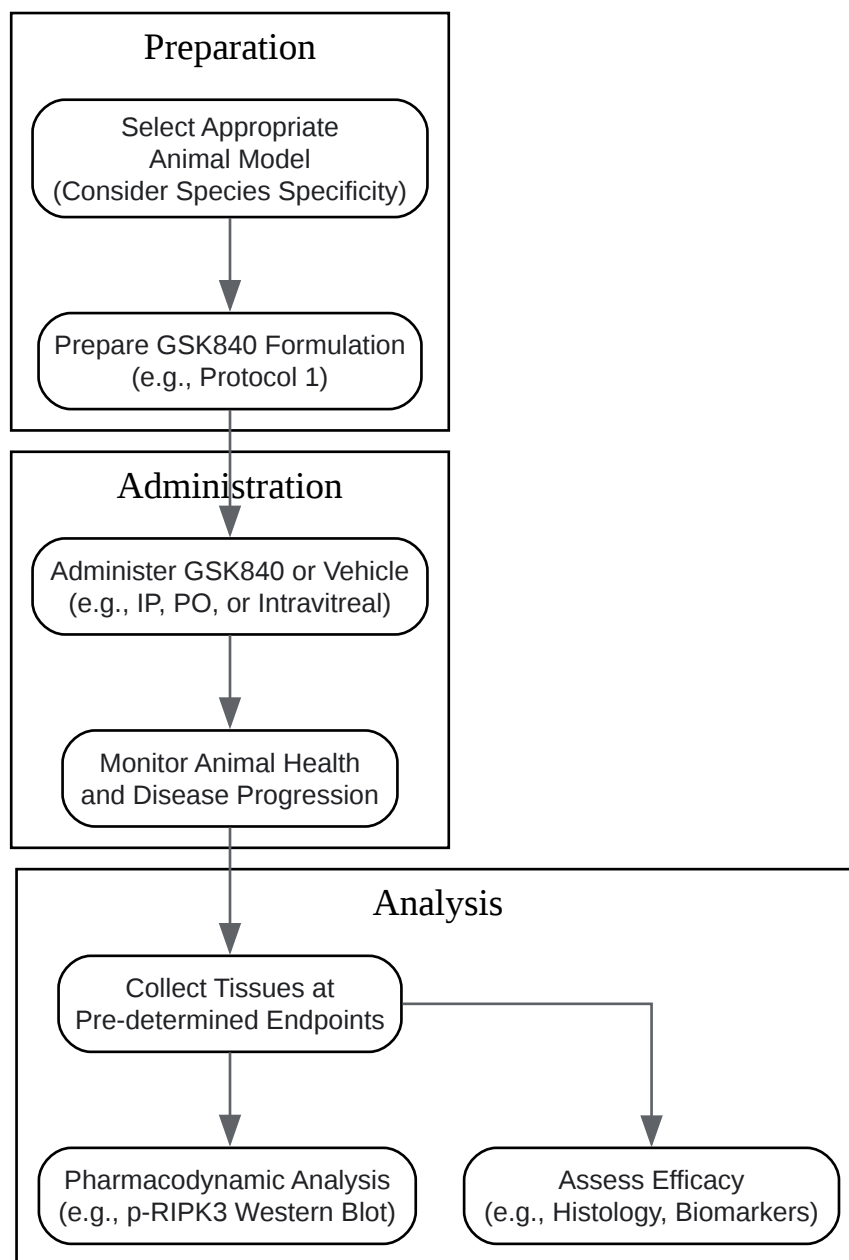 Preparation
Select Appropriate
Animal Model
(Consider Species Specificity)
Prepare GSK840 Formulation
(e.g., Protocol 1)
Administration
Administer GSK840 or Vehicle
(e.g., IP, PO, or Intravitreal)
Monitor Animal Health
and Disease Progression
Analysis
Collect Tissues at
Pre-determined Endpoints
Pharmacodynamic Analysis
(e.g., p-RIPK3 Western Blot)
Assess Efficacy
(e.g., Histology, Biomarkers)